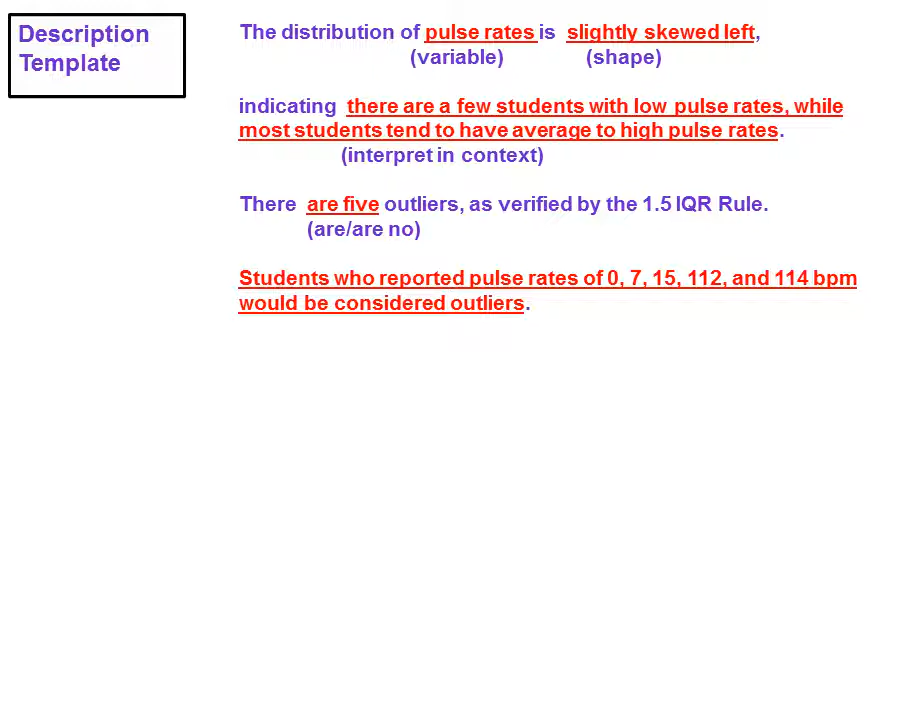 Description
Template
The distribution of pulse rates is slightly skewed left,
(variable) (shape)
indicating there are a few students with low pulse rates, while
most students tend to have average to high pulse rates.
(interpret in context)
There are five outliers, as verified by the 1.5 IQR Rule.
(are/are no)
Students who reported pulse rates of 0, 7, 15, 112, and 114 bpm
would be considered outliers.